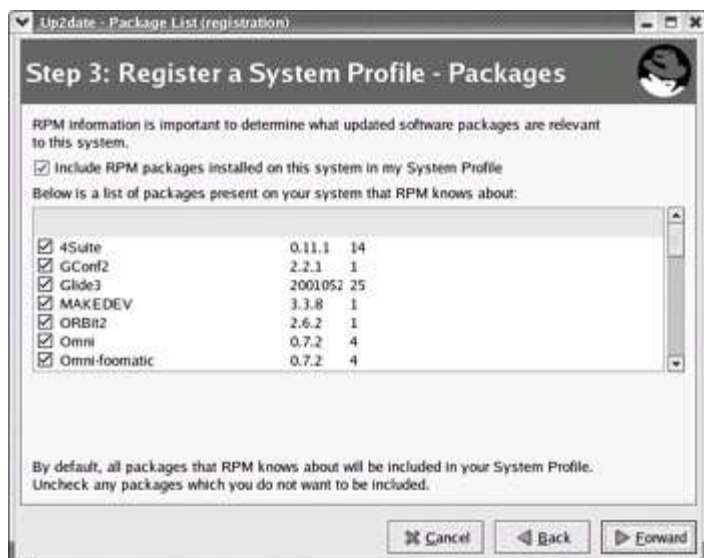 Up2date - Package List (registration)
Step 3: Register a System Profile - Packages
RPM information is important to determine what updated software packages are relevant
to this system.
Include RPM packages installed on this system in my System Profile
Below is a list of packages present on your system that RPM knows about:
4Suite 0.11.1 14
GConf2 2.2.1 1
Glide3 2001052 25
MAKEDEV 3.3.8 1
ORBit2 2.6.2 1
Omni 0.7.2 4
Omni-foomatic 0.7.2 4
By default, all packages that RPM knows about will be included in your System Profile.
Uncheck any packages which you do not want to be included.
Cancel Back Forward